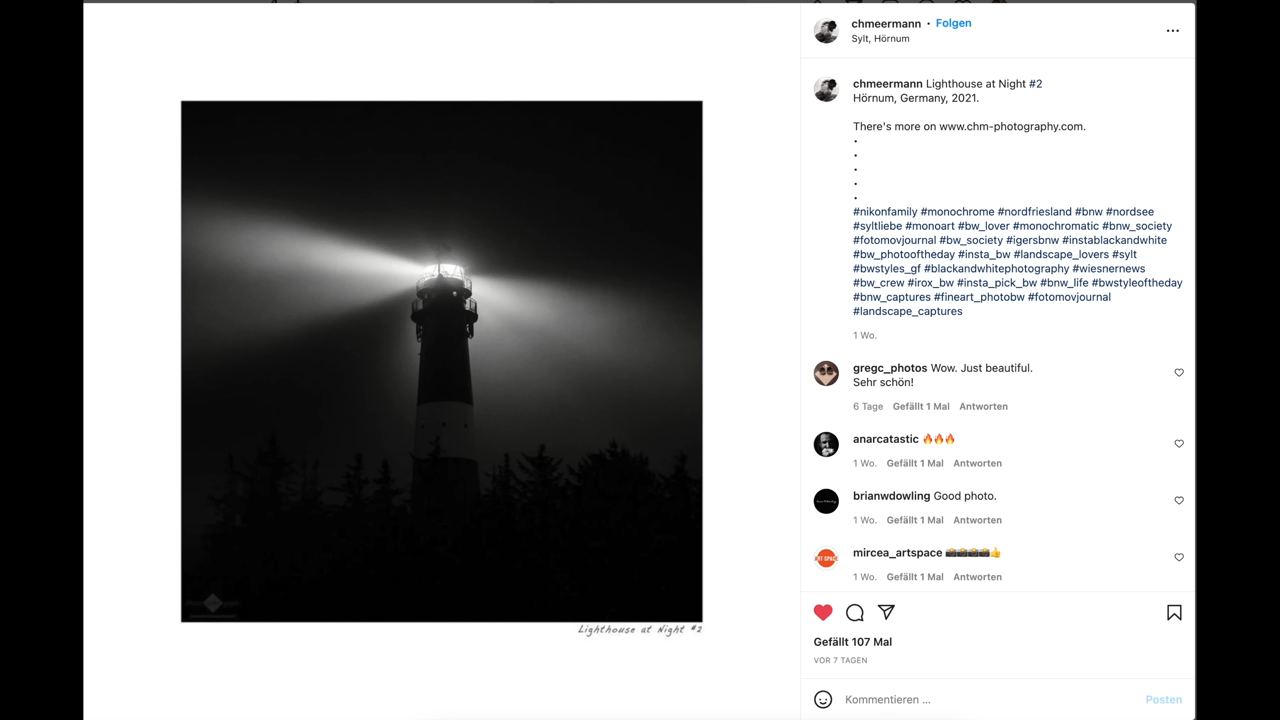 chmeermann • Folgen
Sylt, Hörnum
chmeermann Lighthouse at Night #2
Hörnum, Germany, 2021.
There's more on www.chm-photography.com.
•
•
•
•
•
#nikonfamily #monochrome #nordfriesland #bnw #nordsee
#syltliebe #monoart #bw_lover #monochromatic #bnw_society
#fotomovjournal #bw_society #igersbnw #instablackandwhite
#bw_photooftheday #insta_bw #landscape_lovers #sylt
#bwstyles_gf #blackandwhitephotography #wiesnernews
#bw_crew #irox_bw #insta_pick_bw #bnw_life #bwstyleoftheday
#bnw_captures #fineart_photobw #fotomovjournal
#landscape_captures
1 Wo.
gregc_photos Wow. Just beautiful.
Sehr schön!
6 Tage Gefällt 1 Mal Antworten
anarcatastic 🔥🔥🔥
1 Wo. Gefällt 1 Mal Antworten
brianwdowling Good photo.
1 Wo. Gefällt 1 Mal Antworten
mircea_artspace 📸📸📸📸👍
1 Wo. Gefällt 1 Mal Antworten
Gefällt 107 Mal
VOR 7 TAGEN
Kommentieren ... Posten
Lighthouse at Night #2